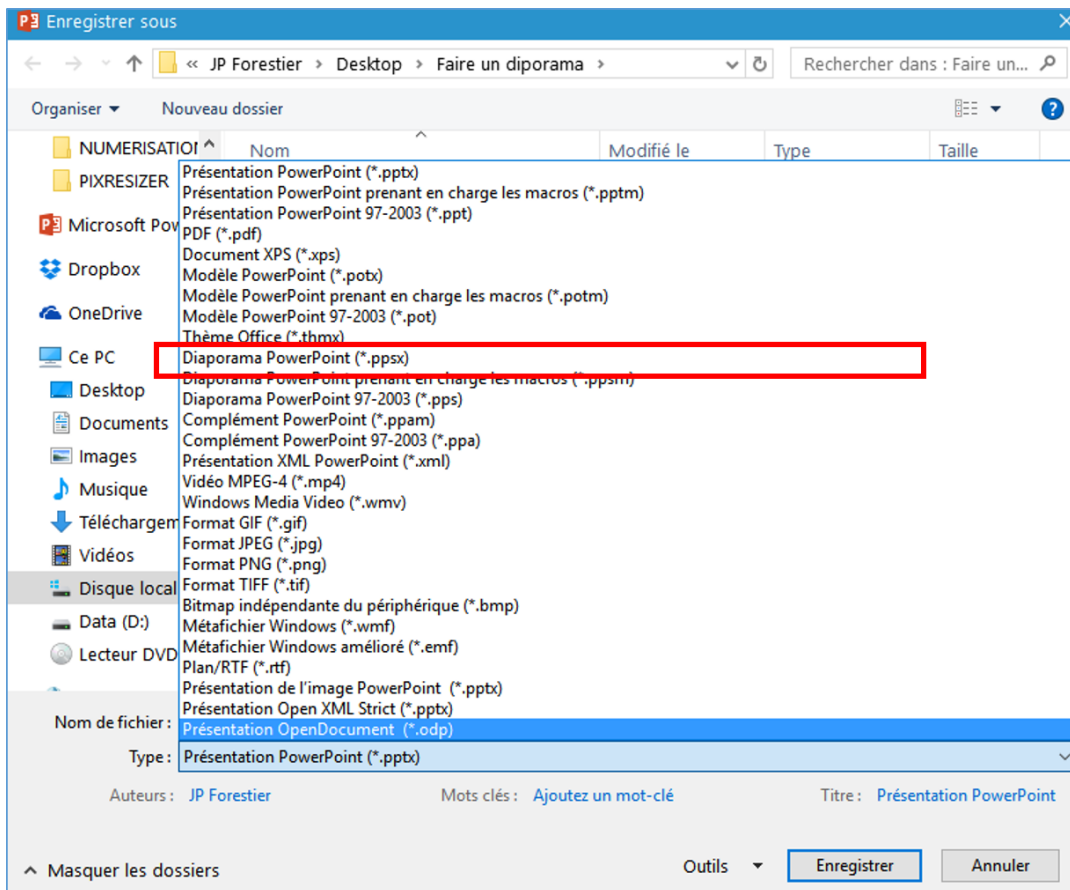 Enregistrer sous
« JP Forestier > Desktop > Faire un diporama >
Rechercher dans : Faire un...
Organiser
Nouveau dossier
Nom
Modifié le
Type
Taille
NUMERISATION
PIXRESIZER
Microsoft Pow
Dropbox
OneDrive
Ce PC
Desktop
Documents
Images
Musique
Téléchargem
Vidéos
Disque local
Data (D:)
Lecteur DVD
Présentation PowerPoint (*.pptx)
Présentation PowerPoint prenant en charge les macros (*.pptm)
Présentation PowerPoint 97-2003 (*.ppt)
PDF (*.pdf)
Document XPS (*.xps)
Modèle PowerPoint (*.potx)
Modèle PowerPoint prenant en charge les macros (*.potm)
Modèle PowerPoint 97-2003 (*.pot)
Thème Office (*.thmx)
Diaporama PowerPoint (*.ppsx)
Diaporama PowerPoint prenant en charge les macros (*.ppsm)
Diaporama PowerPoint 97-2003 (*.pps)
Complément PowerPoint (*.ppam)
Complément PowerPoint 97-2003 (*.ppa)
Présentation XML PowerPoint (*.xml)
Vidéo MPEG-4 (*.mp4)
Windows Media Video (*.wmv)
Format GIF (*.gif)
Format JPEG (*.jpg)
Format PNG (*.png)
Format TIFF (*.tif)
Bitmap indépendante du périphérique (*.bmp)
Métafichier Windows (*.wmf)
Métafichier Windows amélioré (*.emf)
Plan/RTF (*.rtf)
Présentation de l'image PowerPoint (*.pptx)
Présentation Open XML Strict (*.pptx)
Présentation OpenDocument (*.odp)
Nom de fichier :
Type : Présentation PowerPoint (*.pptx)
Auteurs : JP Forestier
Mots clés : Ajoutez un mot-clé
Titre : Présentation PowerPoint
Masquer les dossiers
Outils
Enregistrer
Annuler